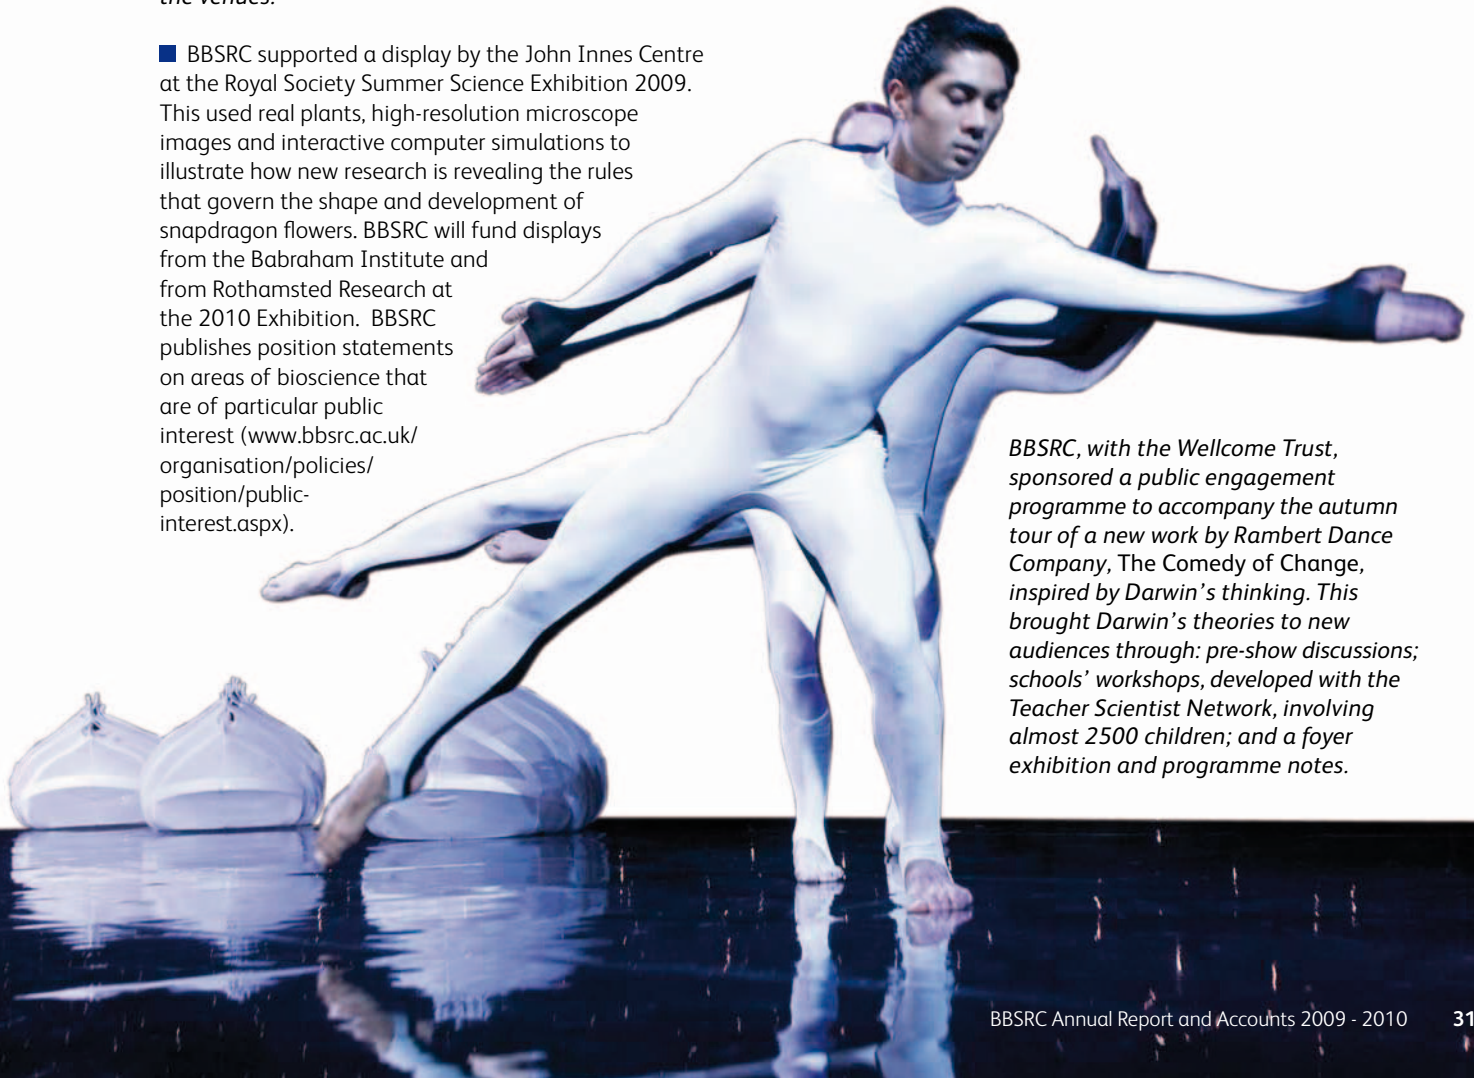 the venues.
BBSRC supported a display by the John Innes Centre
at the Royal Society Summer Science Exhibition 2009.
This used real plants, high-resolution microscope
images and interactive computer simulations to
illustrate how new research is revealing the rules
that govern the shape and development of
snapdragon flowers. BBSRC will fund displays
from the Babraham Institute and
from Rothamsted Research at
the 2010 Exhibition. BBSRC
publishes position statements
on areas of bioscience that
are of particular public
interest (www.bbsrc.ac.uk/
organisation/policies/
position/public-
interest.aspx).
BBSRC, with the Wellcome Trust,
sponsored a public engagement
programme to accompany the autumn
tour of a new work by Rambert Dance
Company, The Comedy of Change,
inspired by Darwin's thinking. This
brought Darwin's theories to new
audiences through: pre-show discussions;
schools' workshops, developed with the
Teacher Scientist Network, involving
almost 2500 children; and a foyer
exhibition and programme notes.
BBSRC Annual Report and Accounts 2009 - 2010 31